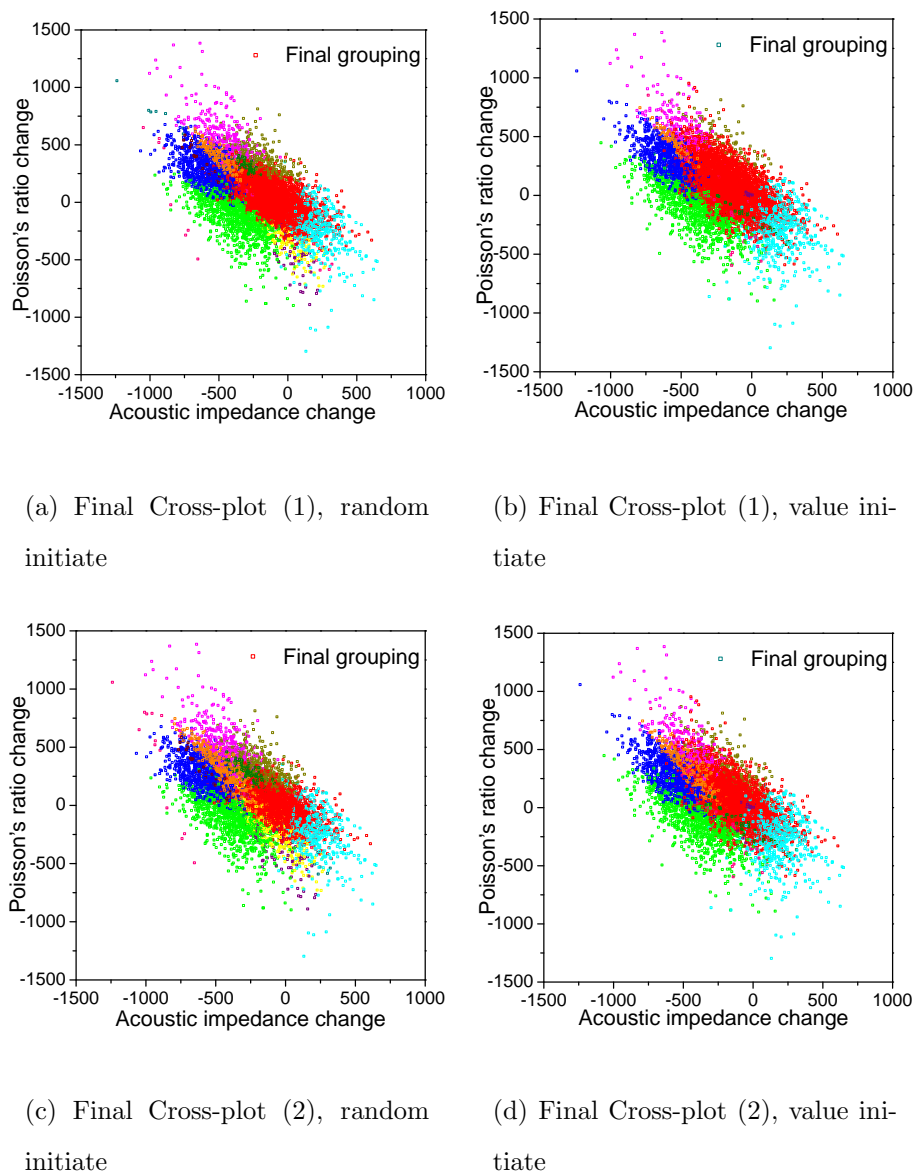 1500
1000
500
0
-500
-1000
-1500
Poisson's ratio change
Final grouping
-1500 -1000 -500 0 500 1000
Acoustic impedance change
1500
1000
500
0
-500
-1000
-1500
Poisson's ratio change
Final grouping
-1500 -1000 -500 0 500 1000
Acoustic impedance change
(a) Final Cross-plot (1), random
initiate
(b) Final Cross-plot (1), value ini-
tiate
1500
1000
500
0
-500
-1000
-1500
Poisson's ratio change
Final grouping
-1500 -1000 -500 0 500 1000
Acoustic impedance change
1500
1000
500
0
-500
-1000
-1500
Poisson's ratio change
Final grouping
-1500 -1000 -500 0 500 1000
Acoustic impedance change
(c) Final Cross-plot (2), random
initiate
(d) Final Cross-plot (2), value ini-
tiate